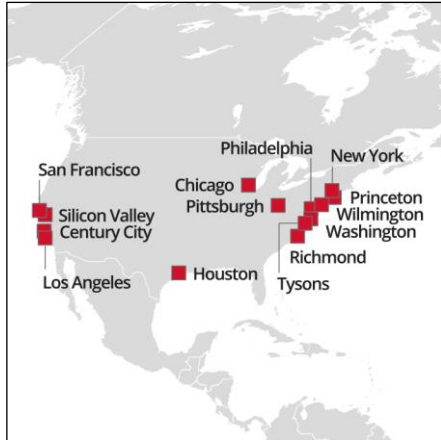 Philadelphia
New York
San Francisco
Chicago
Princeton
Pittsburgh
Wilmington
Silicon Valley
Century City
Washington
Richmond
Los Angeles
Houston
Tysons